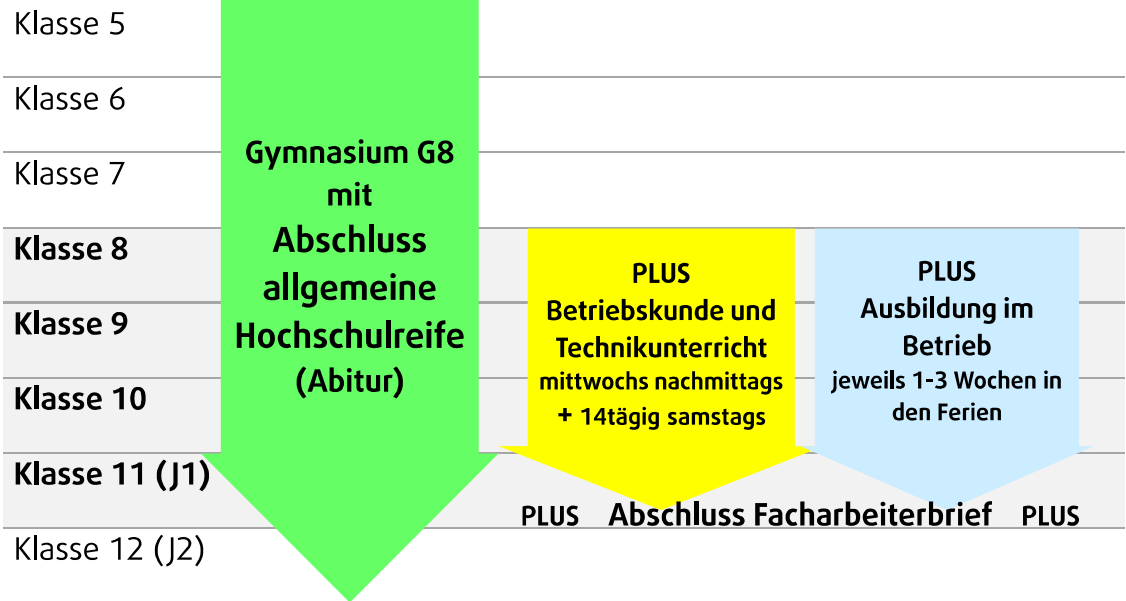 Klasse 5
Klasse 6
Klasse 7
Klasse 8
Klasse 9
Klasse 10
Klasse 11 (J1)
Klasse 12 (J2)
Gymnasium G8
mit
Abschluss
allgemeine
Hochschulreife
(Abitur)
PLUS
Betriebskunde und
Technikunterricht
mittwochs nachmittags
+ 14tägig samstags
PLUS
Ausbildung im
Betrieb
jeweils 1-3 Wochen in
den Ferien
PLUS Abschluss Facharbeiterbrief PLUS